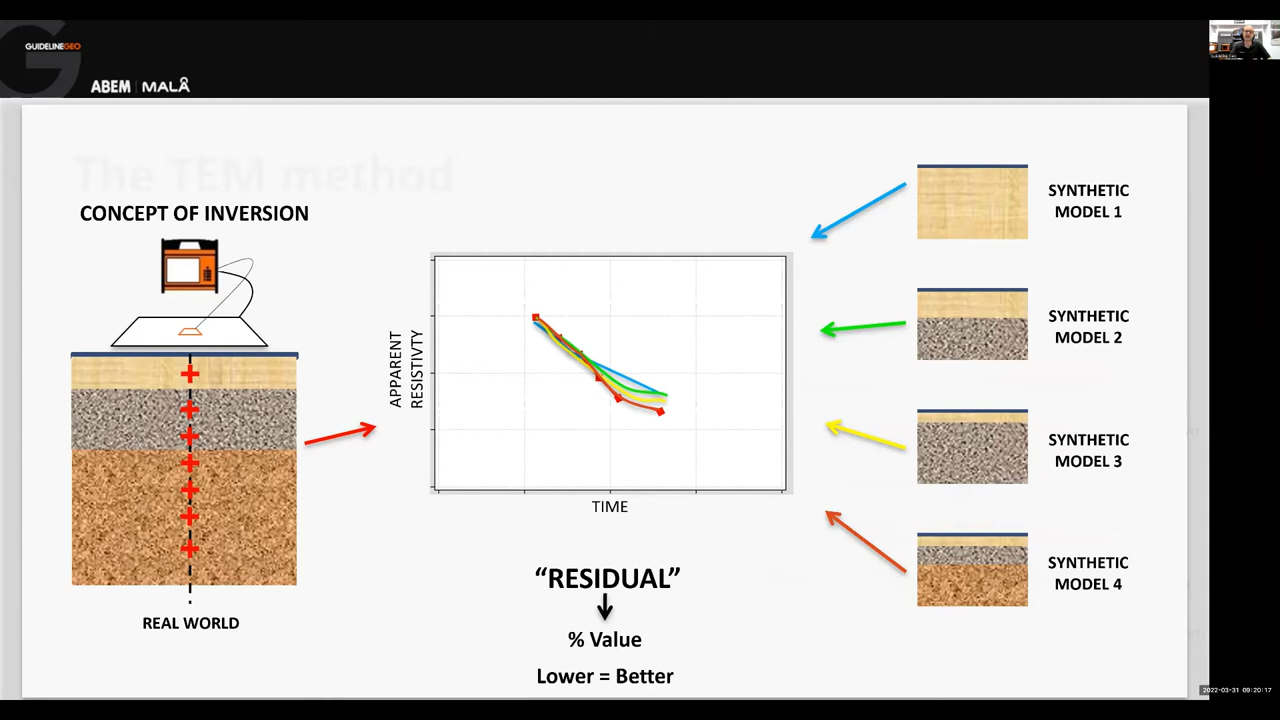 GUIDELINEGEO
ABEM | MALÅ
The TEM method
CONCEPT OF INVERSION
REAL WORLD
APPARENT
RESISTIVTY
TIME
"RESIDUAL"
% Value
Lower = Better
SYNTHETIC
MODEL 1
SYNTHETIC
MODEL 2
SYNTHETIC
MODEL 3
SYNTHETIC
MODEL 4
2022-03-31 09:20:17